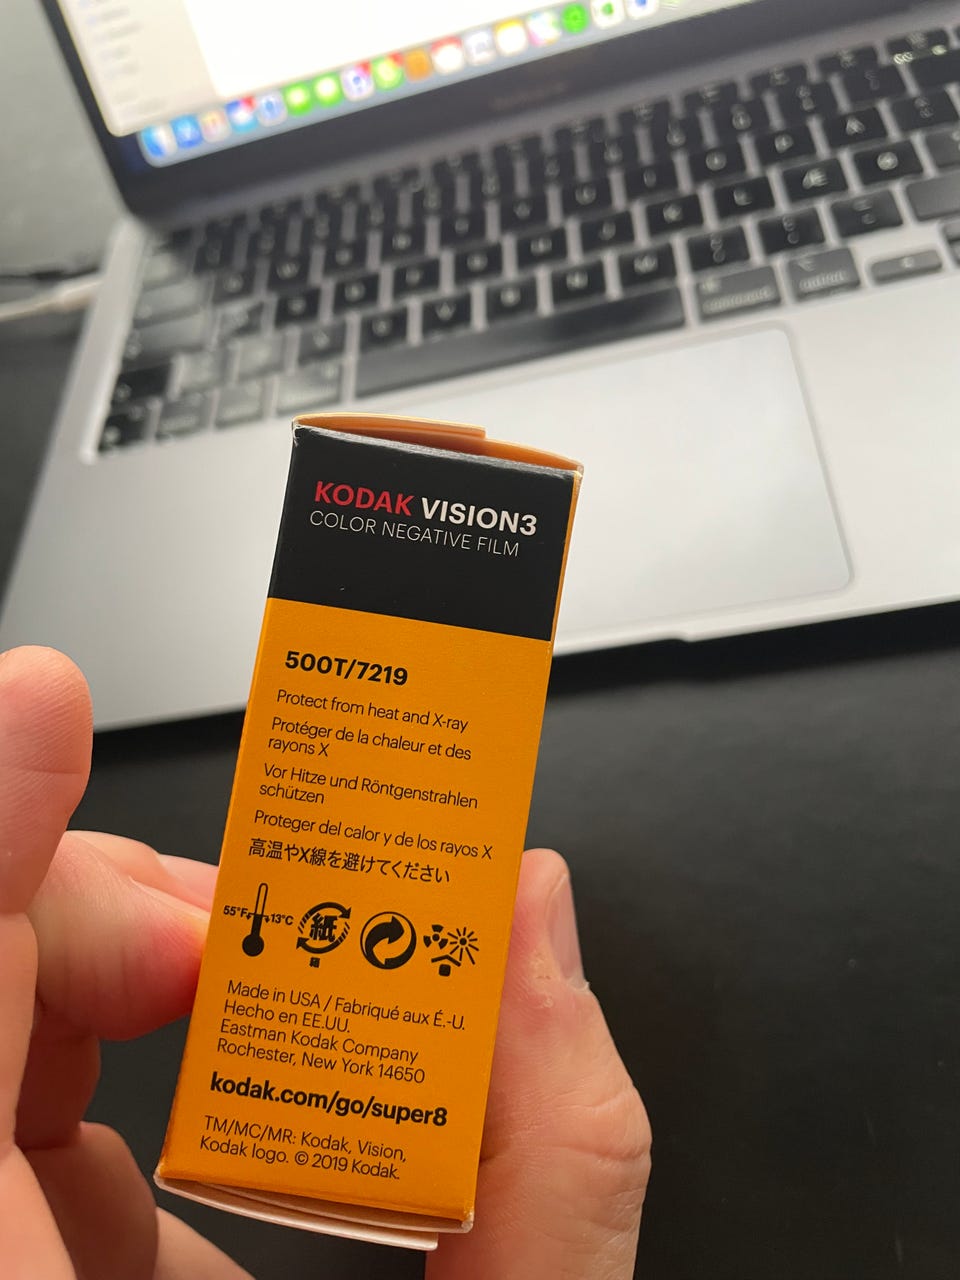 KODAK VISION3
COLOR NEGATIVE FILM
500T/7219
Protect from heat and X-ray
Protéger de la chaleur et des
rayons X
Vor Hitze und Röntgenstrahlen
schützen
Proteger del calor y de los rayos X
高温やX線を避けてください
55°F 13°C
紙
Made in USA / Fabriqué aux É.-U.
Hecho en EE.UU.
Eastman Kodak Company
Rochester, New York 14650
kodak.com/go/super8
TM/MC/MR: Kodak, Vision,
Kodak logo. © 2019 Kodak.